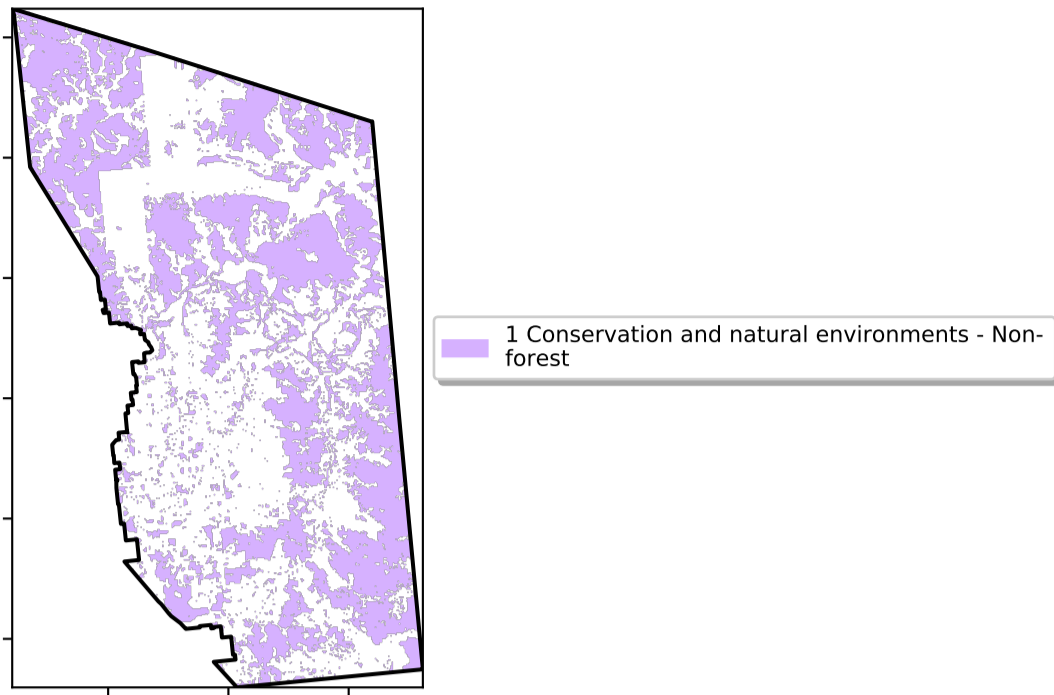 1 Conservation and natural environments - Non-
forest